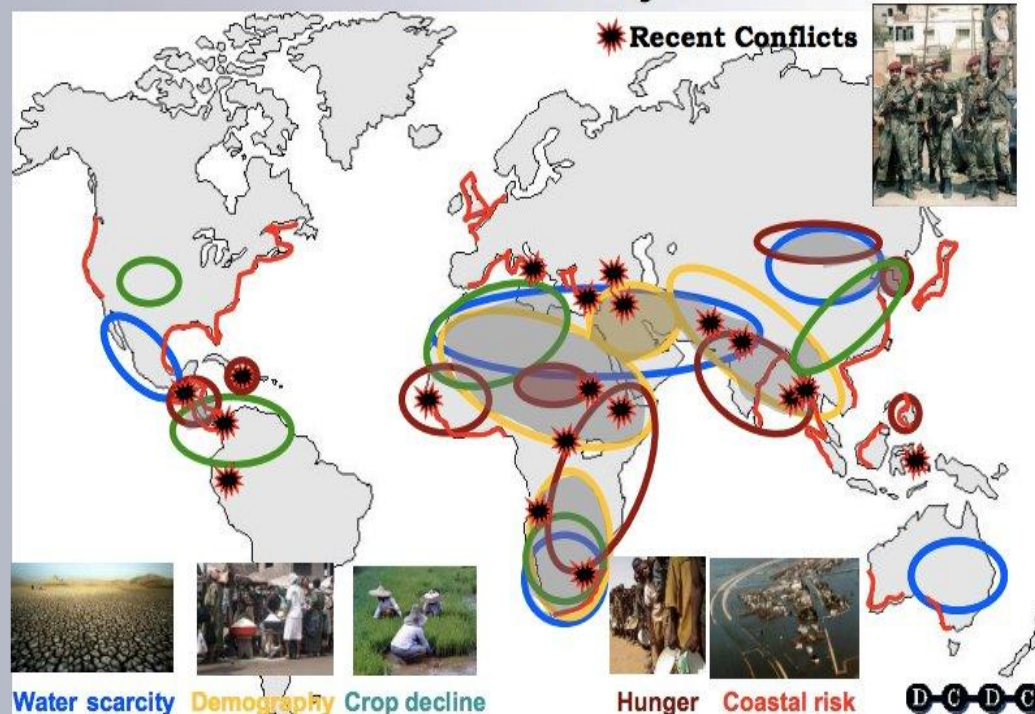 Recent Conflicts
Water scarcity Demography Crop decline Hunger Coastal risk
D-C-D-C